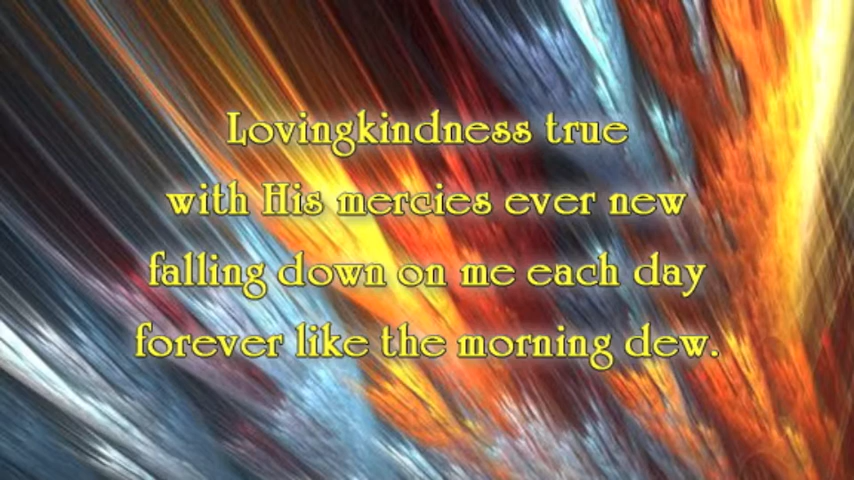 Lovingkindness true
with His mercies ever new
falling down on me each day
forever like the morning dew.